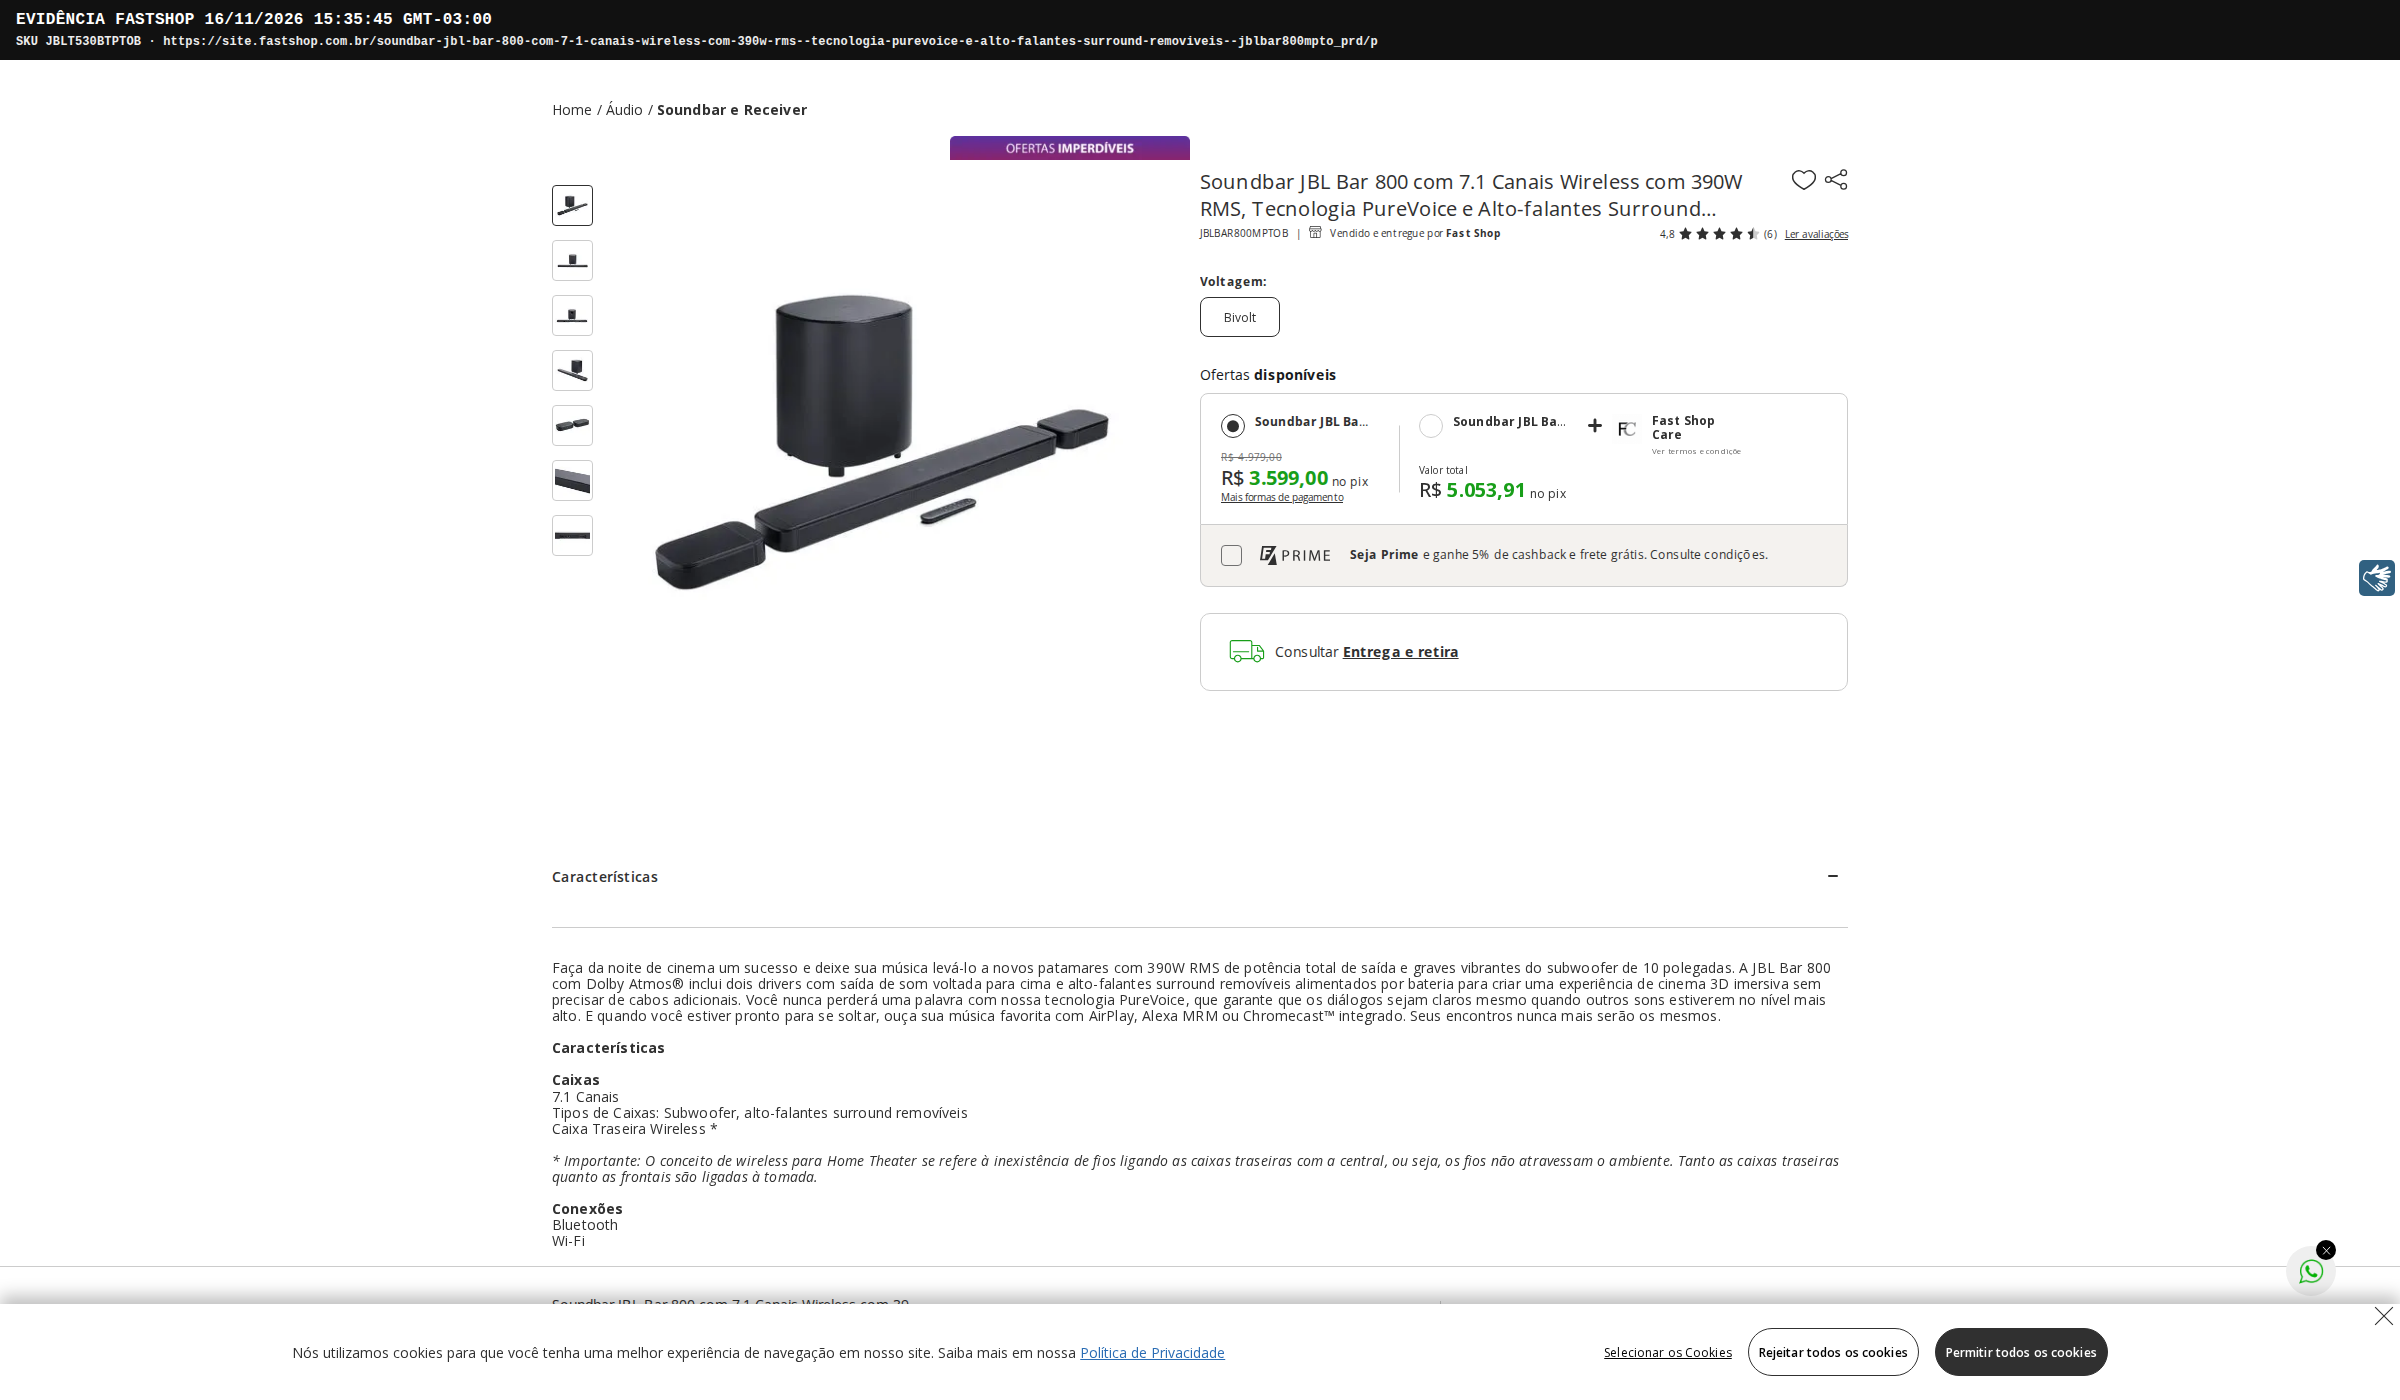 EVIDÊNCIA FASTSHOP 16/11/2026 15:35:45 GMT-03:00
SKU JBLT530BTPTOB · https://site.fastshop.com.br/soundbar-jbl-bar-800-com-7-1-canais-wireless-com-390w-rms--tecnologia-purevoice-e-alto-falantes-surround-removiveis--jblbar800mpto_prd/p
Home / Áudio / Soundbar e Receiver
OFERTAS IMPERDÍVEIS
Soundbar JBL Bar 800 com 7.1 Canais Wireless com 390W
RMS, Tecnologia PureVoice e Alto-falantes Surround...
JBLBAR800MPTOB | Vendido e entregue por Fast Shop
4,8 (6) Ler avaliações
Voltagem:
Bivolt
Ofertas disponíveis
Soundbar JBL Ba...
R$ 4.979,00
R$ 3.599,00 no pix
Mais formas de pagamento
Soundbar JBL Ba...
+
FC
Fast Shop
Care
Ver termos e condiçõe
Valor total
R$ 5.053,91 no pix
PRIME Seja Prime e ganhe 5% de cashback e frete grátis. Consulte condições.
Consultar Entrega e retira
Características
Faça da noite de cinema um sucesso e deixe sua música levá-lo a novos patamares com 390W RMS de potência total de saída e graves vibrantes do subwoofer de 10 polegadas. A JBL Bar 800
com Dolby Atmos® inclui dois drivers com saída de som voltada para cima e alto-falantes surround removíveis alimentados por bateria para criar uma experiência de cinema 3D imersiva sem
precisar de cabos adicionais. Você nunca perderá uma palavra com nossa tecnologia PureVoice, que garante que os diálogos sejam claros mesmo quando outros sons estiverem no nível mais
alto. E quando você estiver pronto para se soltar, ouça sua música favorita com AirPlay, Alexa MRM ou Chromecast™ integrado. Seus encontros nunca mais serão os mesmos.
Características
Caixas
7.1 Canais
Tipos de Caixas: Subwoofer, alto-falantes surround removíveis
Caixa Traseira Wireless *
* Importante: O conceito de wireless para Home Theater se refere à inexistência de fios ligando as caixas traseiras com a central, ou seja, os fios não atravessam o ambiente. Tanto as caixas traseiras
quanto as frontais são ligadas à tomada.
Conexões
Bluetooth
Wi-Fi
Soundbar JBL Bar 800 com 7.1 Canais Wireless com 39
Nós utilizamos cookies para que você tenha uma melhor experiência de navegação em nosso site. Saiba mais em nossa Política de Privacidade
Selecionar os Cookies
Rejeitar todos os cookies
Permitir todos os cookies